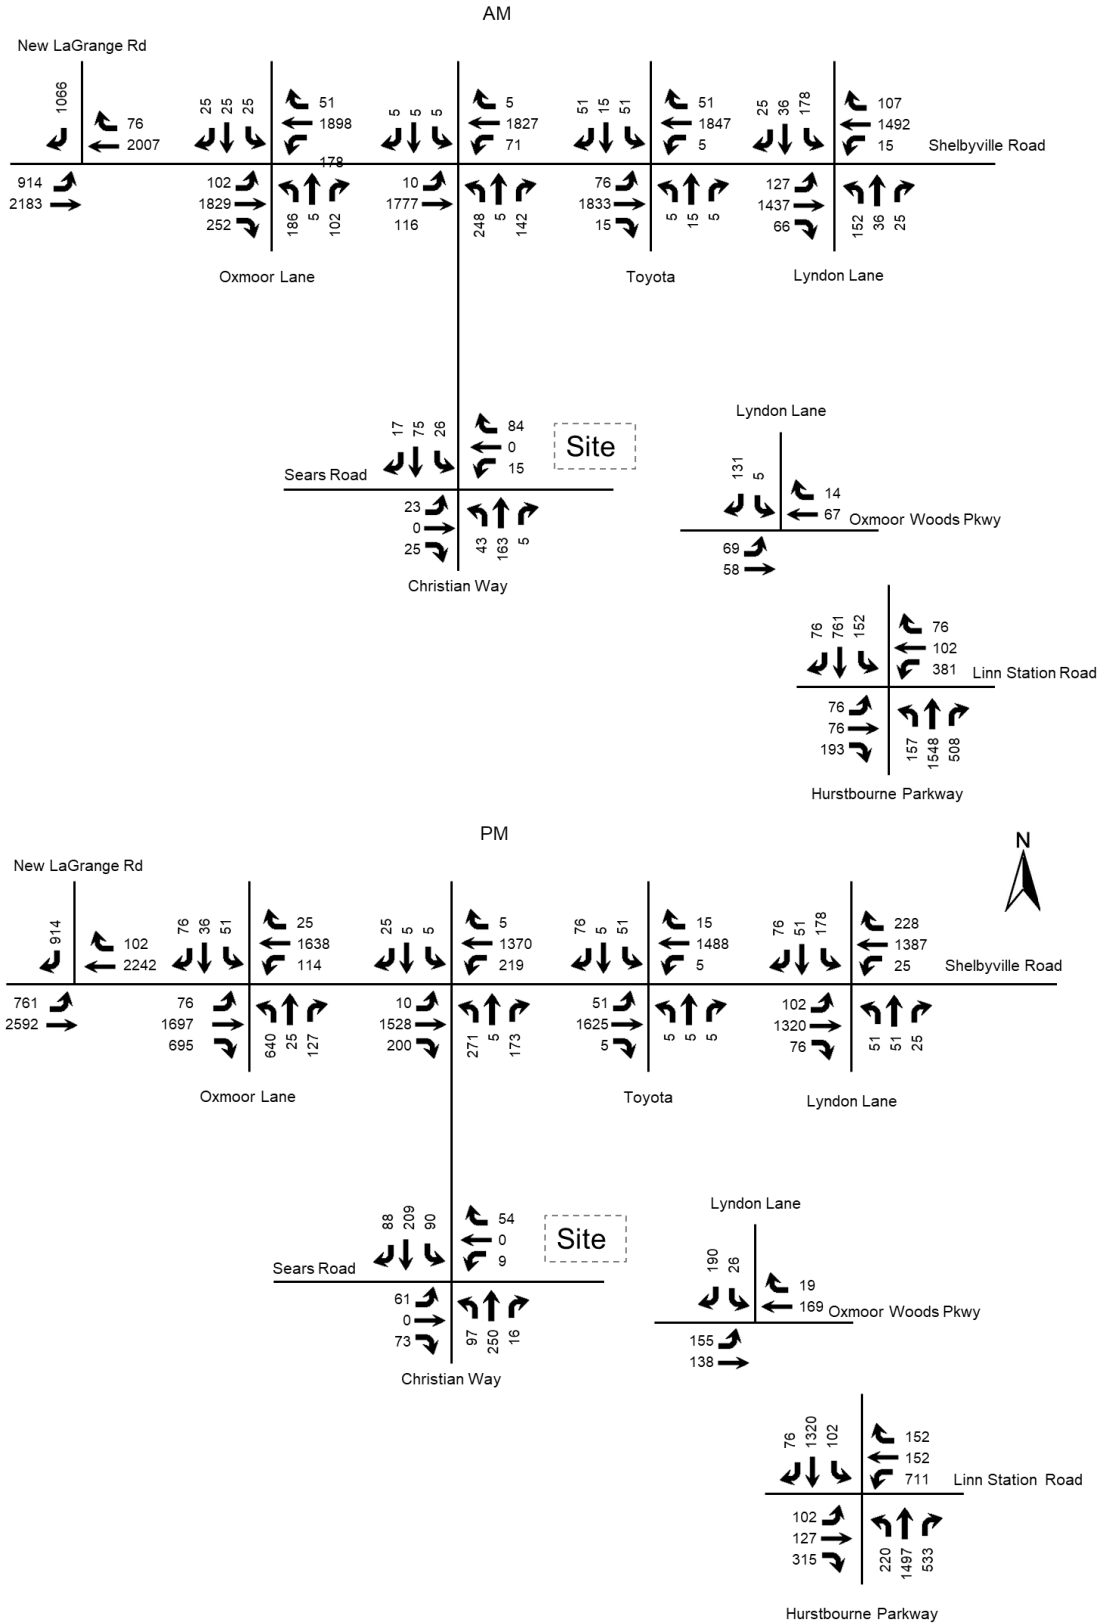 AM
New LaGrange Rd
1066
76
2007
914
2183
25 25 25
51
1898
178
102
1829
252
186 5 102
Oxmoor Lane
5 5 5
5
1827
71
10
1777
116
248 5 142
51 15 51
51
1847
5
76
1833
15
5 15 5
Toyota
25 36 178
107
1492
15
127
1437
66
152 36 25
Lyndon Lane
Shelbyville Road
17 75 26
84
0
15
Site
Sears Road
23
0
25
43 163 5
Christian Way
Lyndon Lane
131 5
14
67
Oxmoor Woods Pkwy
69
58
76 761 152
76
102
381
Linn Station Road
76
76
193
157 1548 508
Hurstbourne Parkway
PM
N
New LaGrange Rd
914
102
2242
761
2592
76 36 51
25
1638
114
76
1697
695
640 25 127
Oxmoor Lane
25 5 5
5
1370
219
10
1528
200
271 5 173
76 5 51
15
1488
5
51
1625
5
5 5 5
Toyota
76 51 178
228
1387
25
102
1320
76
51 51 25
Lyndon Lane
Shelbyville Road
88 209 90
54
0
9
Site
Sears Road
61
0
73
97 250 16
Christian Way
Lyndon Lane
190 26
19
169
Oxmoor Woods Pkwy
155
138
76 1320 102
152
152
711
Linn Station Road
102
127
315
220 1497 533
Hurstbourne Parkway